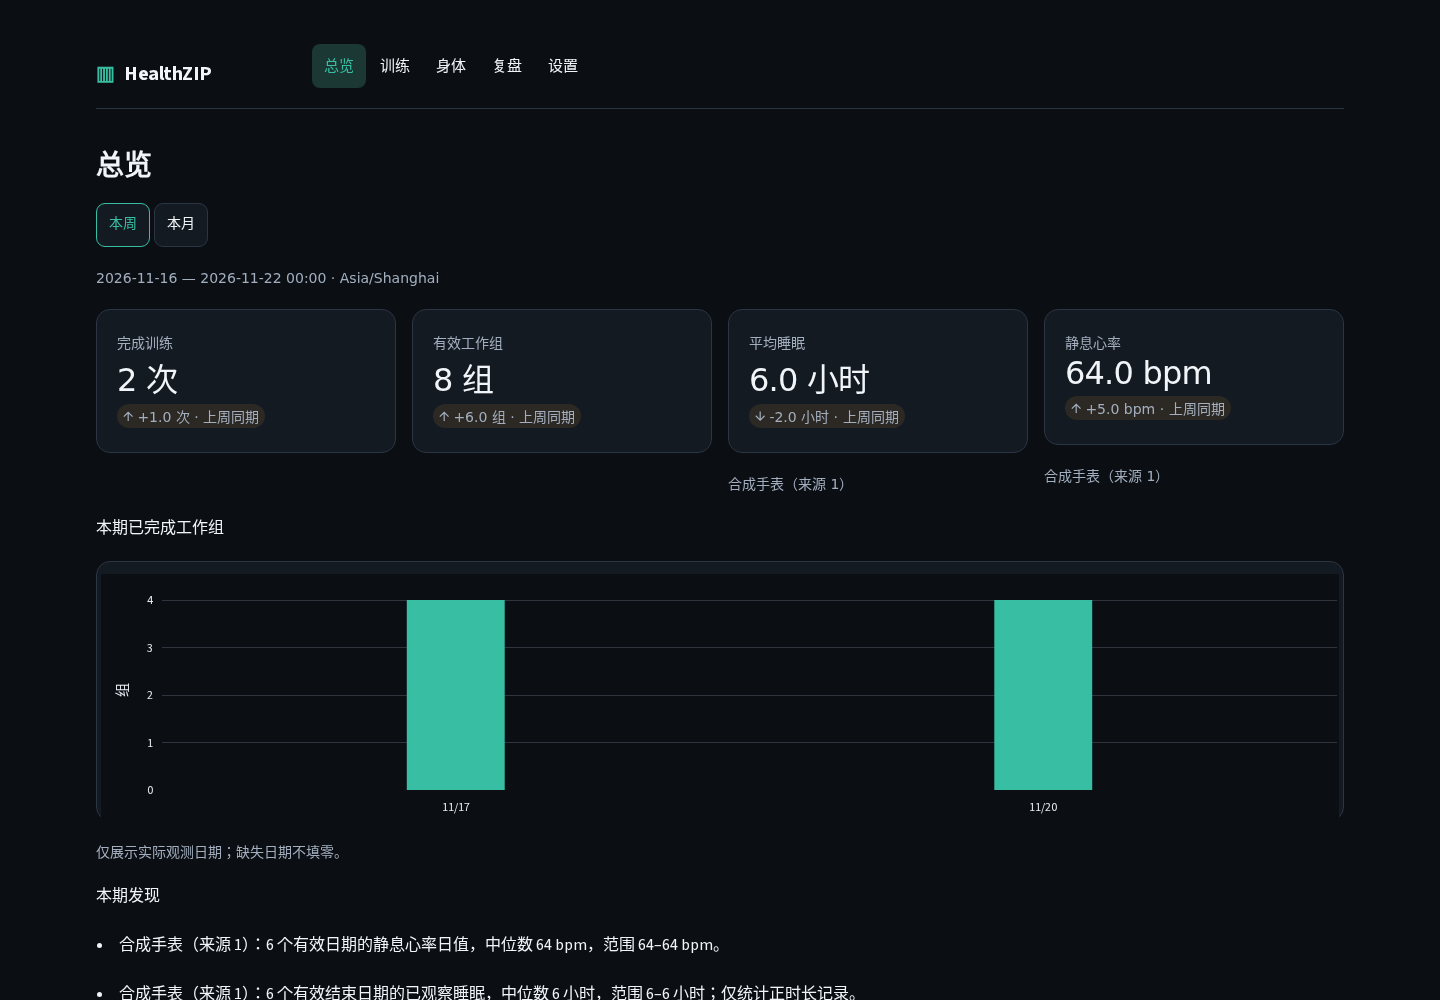 HealthZIP
总览 训练 身体 复盘 设置
总览
本周 本月
2026-11-16 — 2026-11-22 00:00 · Asia/Shanghai
完成训练
2 次
↑ +1.0 次 · 上周同期
有效工作组
8 组
↑ +6.0 组 · 上周同期
平均睡眠
6.0 小时
↓ -2.0 小时 · 上周同期
合成手表（来源 1）
静息心率
64.0 bpm
↑ +5.0 bpm · 上周同期
合成手表（来源 1）
本期已完成工作组
组
4
3
2
1
0
11/17 11/20
仅展示实际观测日期；缺失日期不填零。
本期发现
• 合成手表（来源 1）：6 个有效日期的静息心率日值，中位数 64 bpm，范围 64–64 bpm。
• 合成手表（来源 1）：6 个有效结束日期的已观察睡眠，中位数 6 小时，范围 6–6 小时；仅统计正时长记录。